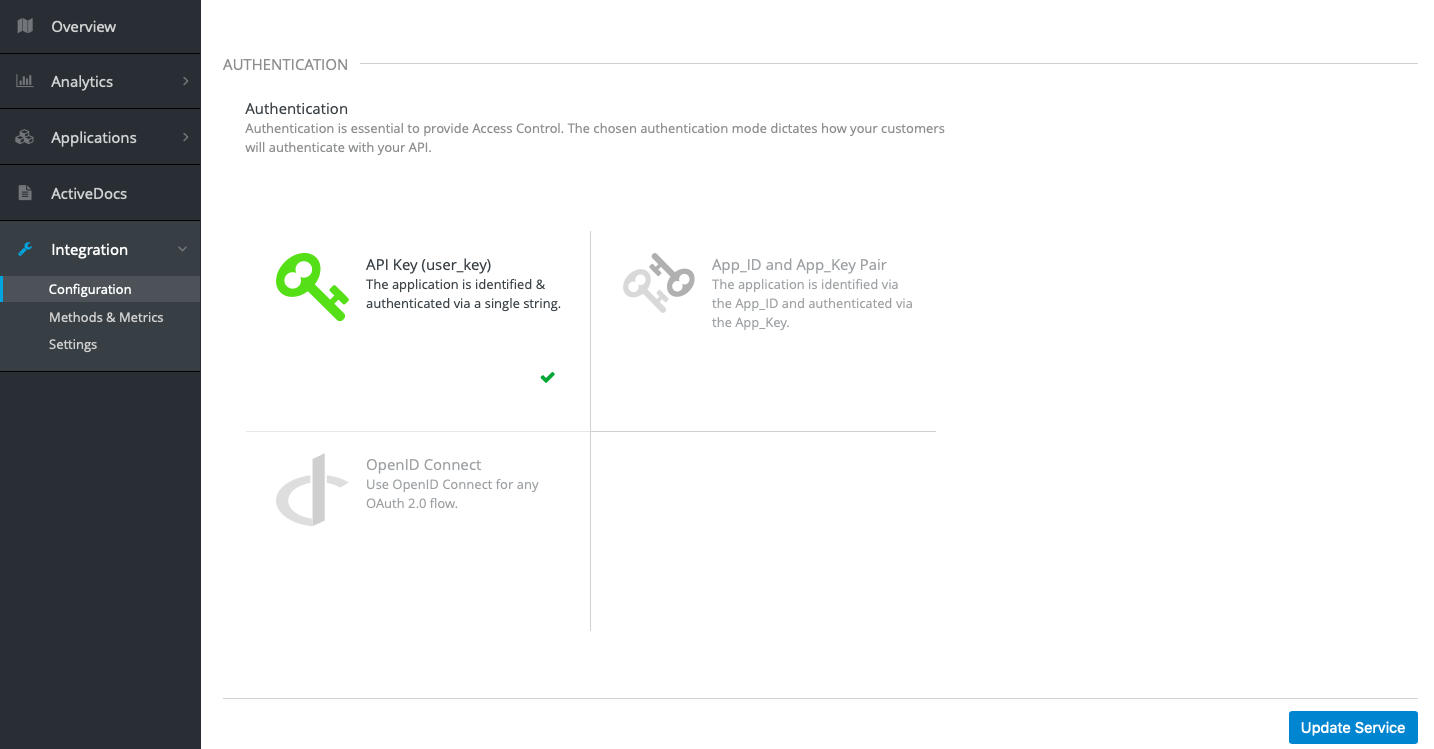 Overview
Analytics
Applications
ActiveDocs
Integration
Configuration
Methods & Metrics
Settings
AUTHENTICATION
Authentication
Authentication is essential to provide Access Control. The chosen authentication mode dictates how your customers
will authenticate with your API.
API Key (user_key)
The application is identified &
authenticated via a single string.
App_ID and App_Key Pair
The application is identified via
the App_ID and authenticated via
the App_Key.
OpenID Connect
Use OpenID Connect for any
OAuth 2.0 flow.
Update Service